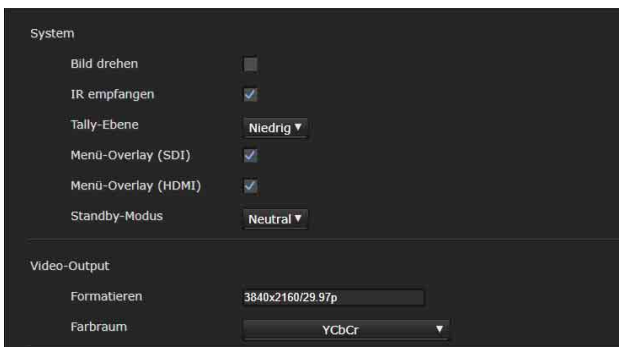 System
Bild drehen
IR empfangen
Tally-Ebene Niedrig
Menü-Overlay (SDI)
Menü-Overlay (HDMI)
Standby-Modus Neutral
Video-Output
Formatieren 3840x2160/29.97p
Farbraum YCbCr